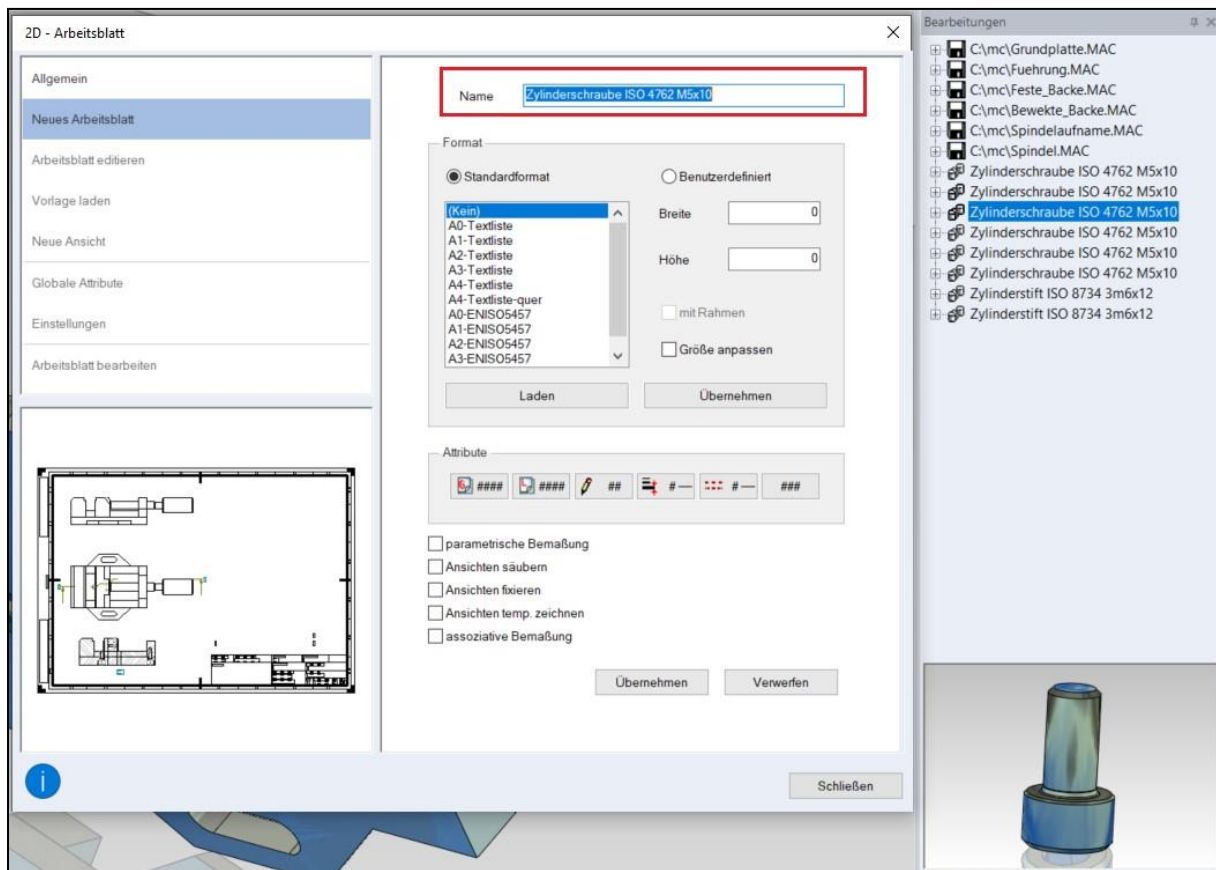 2D - Arbeitsblatt
Allgemein
Neues Arbeitsblatt
Arbeitsblatt editieren
Vorlage laden
Neue Ansicht
Globale Attribute
Einstellungen
Arbeitsblatt bearbeiten
Name Zylinderschraube ISO 4762 M5x10
Format
Standardformat
Benutzerdefiniert
(Kein)
A0-Textliste
A1-Textliste
A2-Textliste
A3-Textliste
A4-Textliste
A4-Textliste-quer
A0-ENISO5457
A1-ENISO5457
A2-ENISO5457
A3-ENISO5457
Breite 0
Höhe 0
mit Rahmen
Größe anpassen
Laden
Übernehmen
Attribute
#### #### ## # # ###
parametrische Bemaßung
Ansichten säubern
Ansichten fixieren
Ansichten temp. zeichnen
assoziative Bemaßung
Übernehmen
Verwerfen
Schließen
Bearbeitungen
C:\mc\Grundplatte.MAC
C:\mc\Fuehrung.MAC
C:\mc\Feste_Backe.MAC
C:\mc\Bewekte_Backe.MAC
C:\mc\Spindelaufname.MAC
C:\mc\Spindel.MAC
Zylinderschraube ISO 4762 M5x10
Zylinderschraube ISO 4762 M5x10
Zylinderschraube ISO 4762 M5x10
Zylinderschraube ISO 4762 M5x10
Zylinderschraube ISO 4762 M5x10
Zylinderschraube ISO 4762 M5x10
Zylinderstift ISO 8734 3m6x12
Zylinderstift ISO 8734 3m6x12